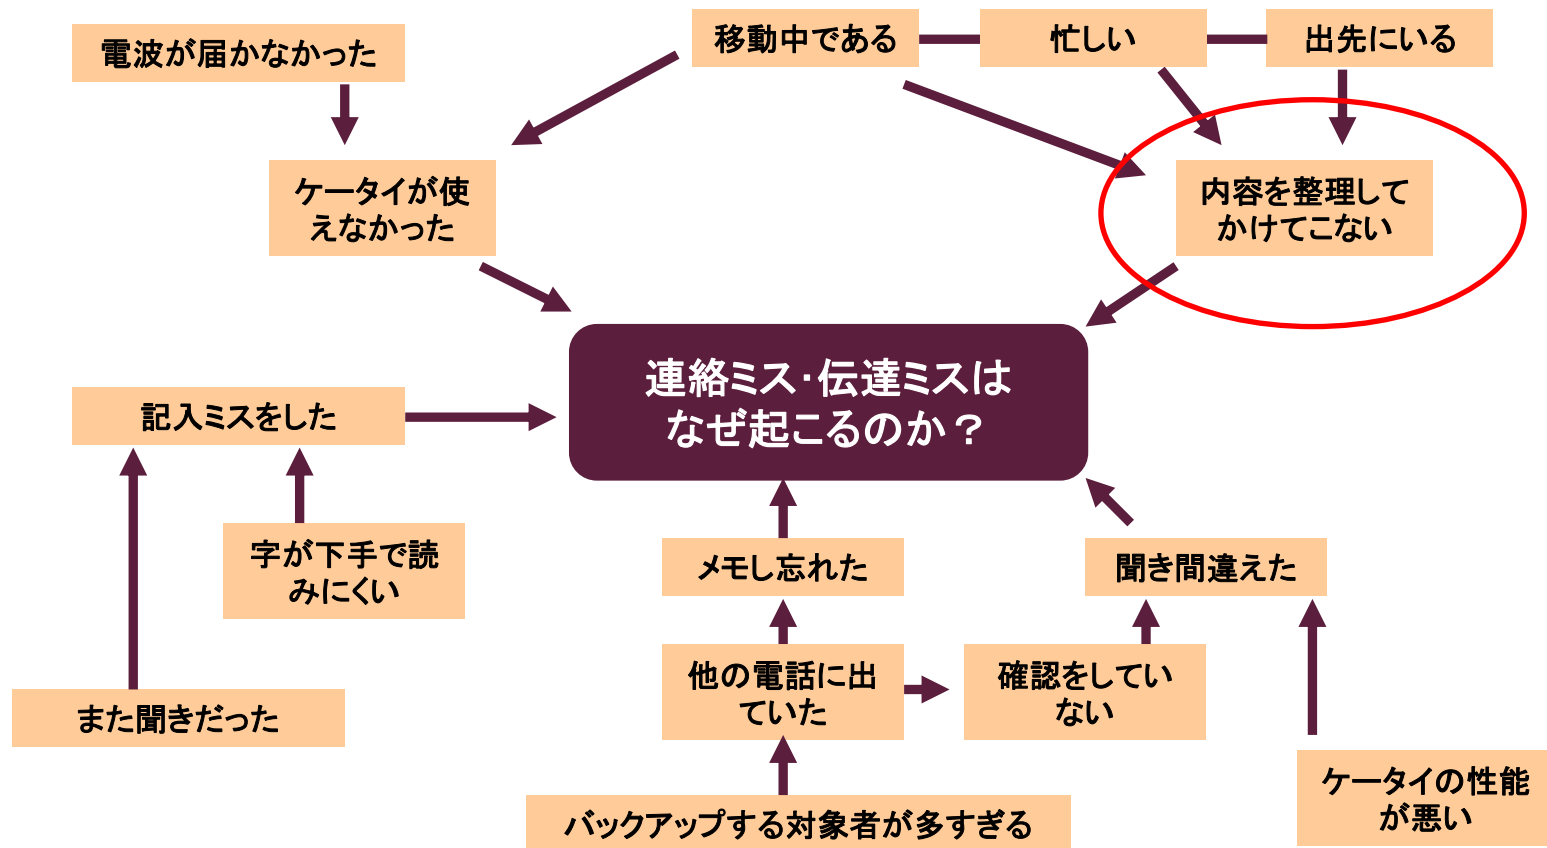 電波が届かなかった
移動中である
忙しい
出先にいる
ケータイが使
えなかった
内容を整理して
かけてこない
連絡ミス・伝達ミスは
なぜ起こるのか？
記入ミスをした
字が下手で読
みにくい
メモし忘れた
聞き間違えた
また聞きだった
他の電話に出
ていた
確認をしてい
ない
バックアップする対象者が多すぎる
ケータイの性能
が悪い